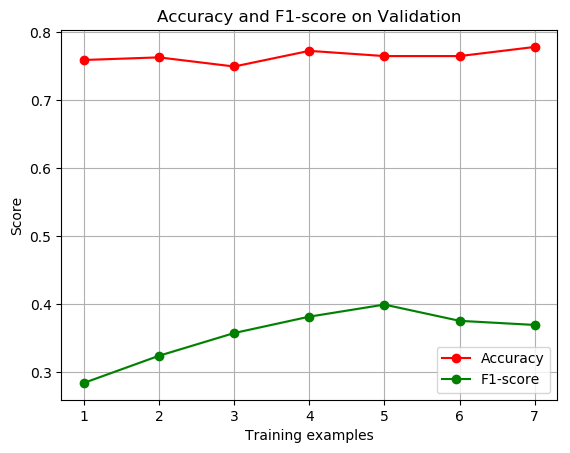 Accuracy and F1-score on Validation
0.8
0.7
0.6
0.5
0.4
0.3
Score
1 2 3 4 5 6 7
Training examples
Accuracy
F1-score